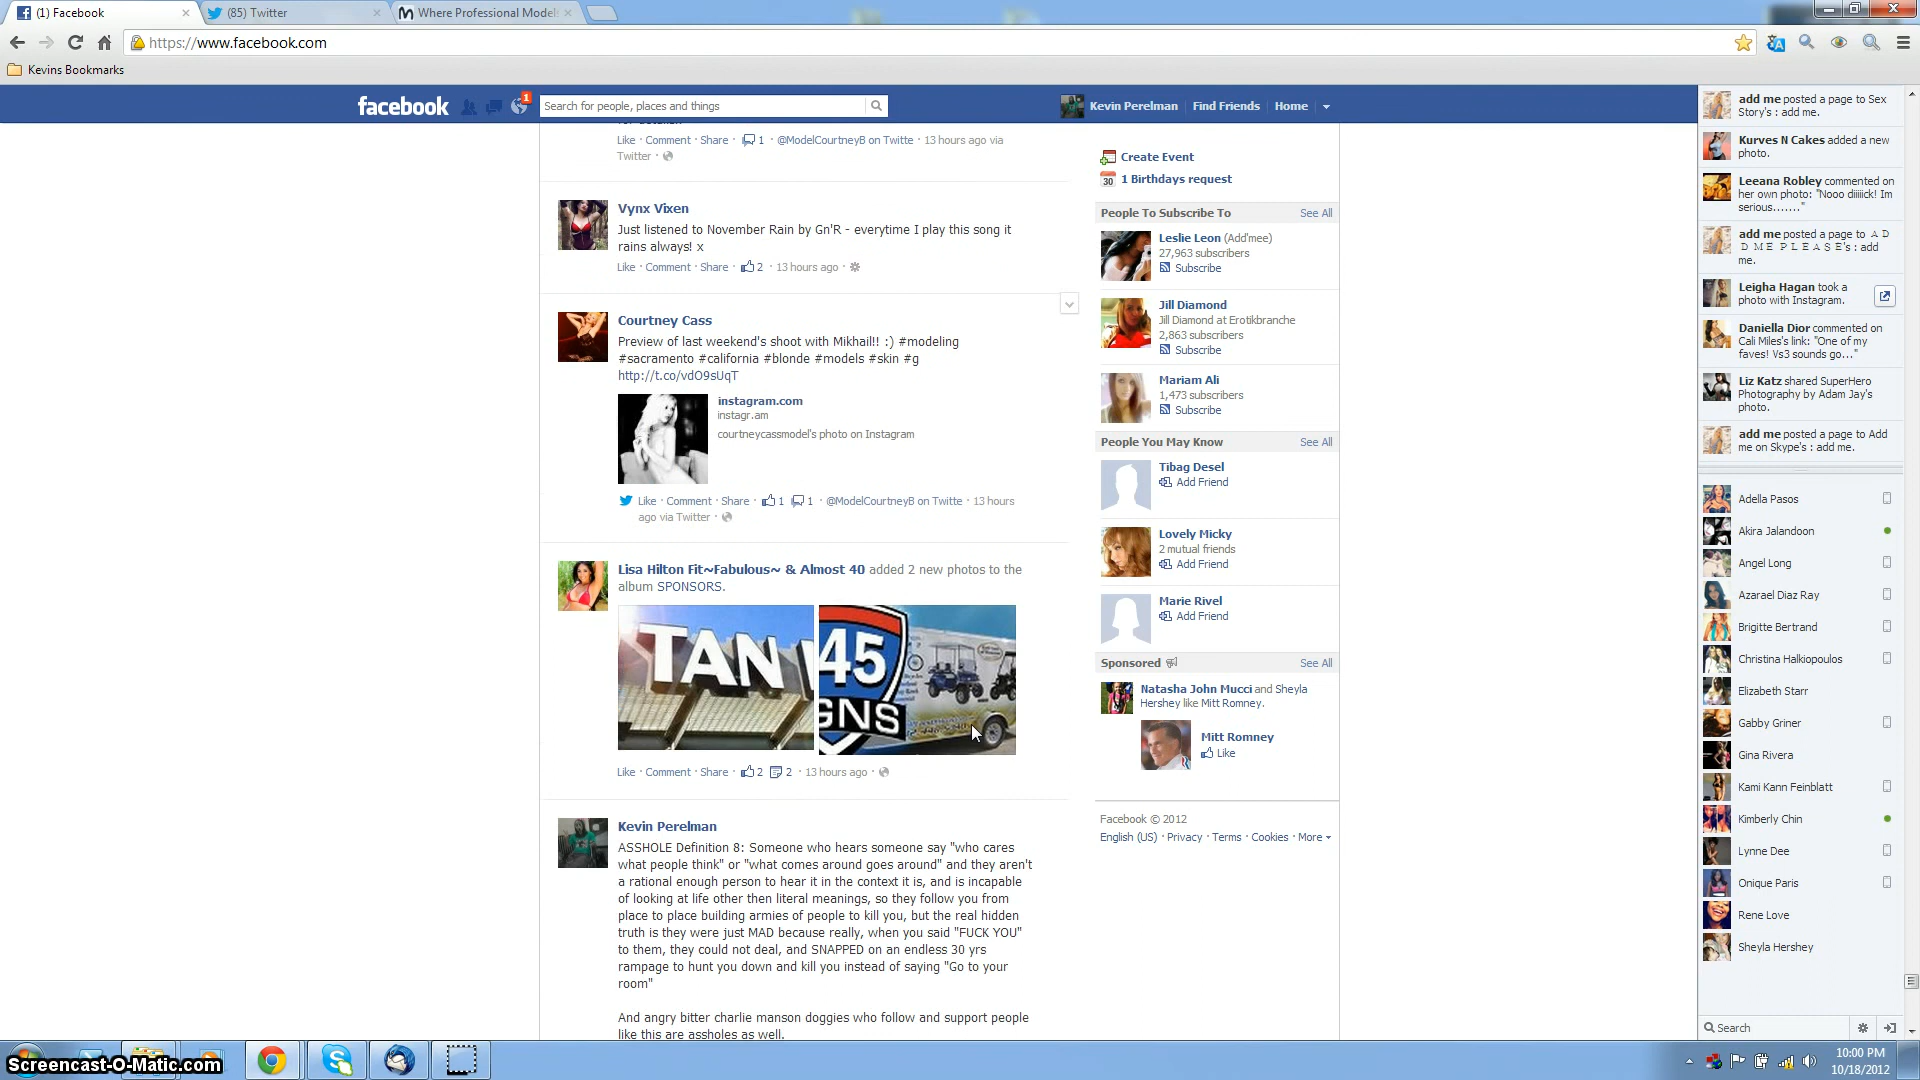 (1) Facebook
(85) Twitter
Where Professional Model
https://www.facebook.com
Kevins Bookmarks
facebook
1
Search for people, places and things
Kevin Perelman
Find Friends
Home
Like · Comment · Share · 1 · @ModelCourtneyB on Twitte · 13 hours ago via
Twitter ·
Vynx Vixen
Just listened to November Rain by Gn'R - everytime I play this song it
rains always! x
Like · Comment · Share · 2 · 13 hours ago ·
Courtney Cass
Preview of last weekend's shoot with Mikhail!! :) #modeling
#sacramento #california #blonde #models #skin #g
http://t.co/vdO9sUqT
instagram.com
instagr.am
courtneycassmodel's photo on Instagram
Like · Comment · Share · 1 1 · @ModelCourtneyB on Twitte · 13 hours
ago via Twitter ·
Lisa Hilton Fit~Fabulous~ & Almost 40 added 2 new photos to the
album SPONSORS.
TAN
45
GNS
Like · Comment · Share · 2 2 · 13 hours ago ·
Kevin Perelman
ASSHOLE Definition 8: Someone who hears someone say "who cares
what people think" or "what comes around goes around" and they aren't
a rational enough person to hear it in the context it is, and is incapable
of looking at life other then literal meanings, so they follow you from
place to place building armies of people to kill you, but the real hidden
truth is they were just MAD because really, when you said "FUCK YOU"
to them, they could not deal, and SNAPPED on an endless 30 yrs
rampage to hunt you down and kill you instead of saying "Go to your
room"
And angry bitter charlie manson doggies who follow and support people
like this are assholes as well.
Create Event
30
1 Birthdays request
People To Subscribe To
See All
Leslie Leon (Add'mee)
27,963 subscribers
Subscribe
Jill Diamond
Jill Diamond at Erotikbranche
2,863 subscribers
Subscribe
Mariam Ali
1,473 subscribers
Subscribe
People You May Know
See All
Tibag Desel
Add Friend
Lovely Micky
2 mutual friends
Add Friend
Marie Rivel
Add Friend
Sponsored
See All
Natasha John Mucci and Sheyla
Hershey like Mitt Romney.
Mitt Romney
Like
Facebook © 2012
English (US) · Privacy · Terms · Cookies · More
add me posted a page to Sex
Story's : add me.
Kurves N Cakes added a new
photo.
Leeana Robley commented on
her own photo: "Nooo diiiiick! Im
serious......."
add me posted a page to A D
D M E P L E A S E's : add
me.
Leigha Hagan took a
photo with Instagram.
Daniella Dior commented on
Cali Miles's link: "One of my
faves! Vs3 sounds go..."
Liz Katz shared SuperHero
Photography by Adam Jay's
photo.
add me posted a page to Add
me on Skype's : add me.
Adella Pasos
Akira Jalandoon
Angel Long
Azarael Diaz Ray
Brigitte Bertrand
Christina Halkiopoulos
Elizabeth Starr
Gabby Griner
Gina Rivera
Kami Kann Feinblatt
Kimberly Chin
Lynne Dee
Onique Paris
Rene Love
Sheyla Hershey
Search
Screencast-O-Matic.com
10:00 PM
10/18/2012